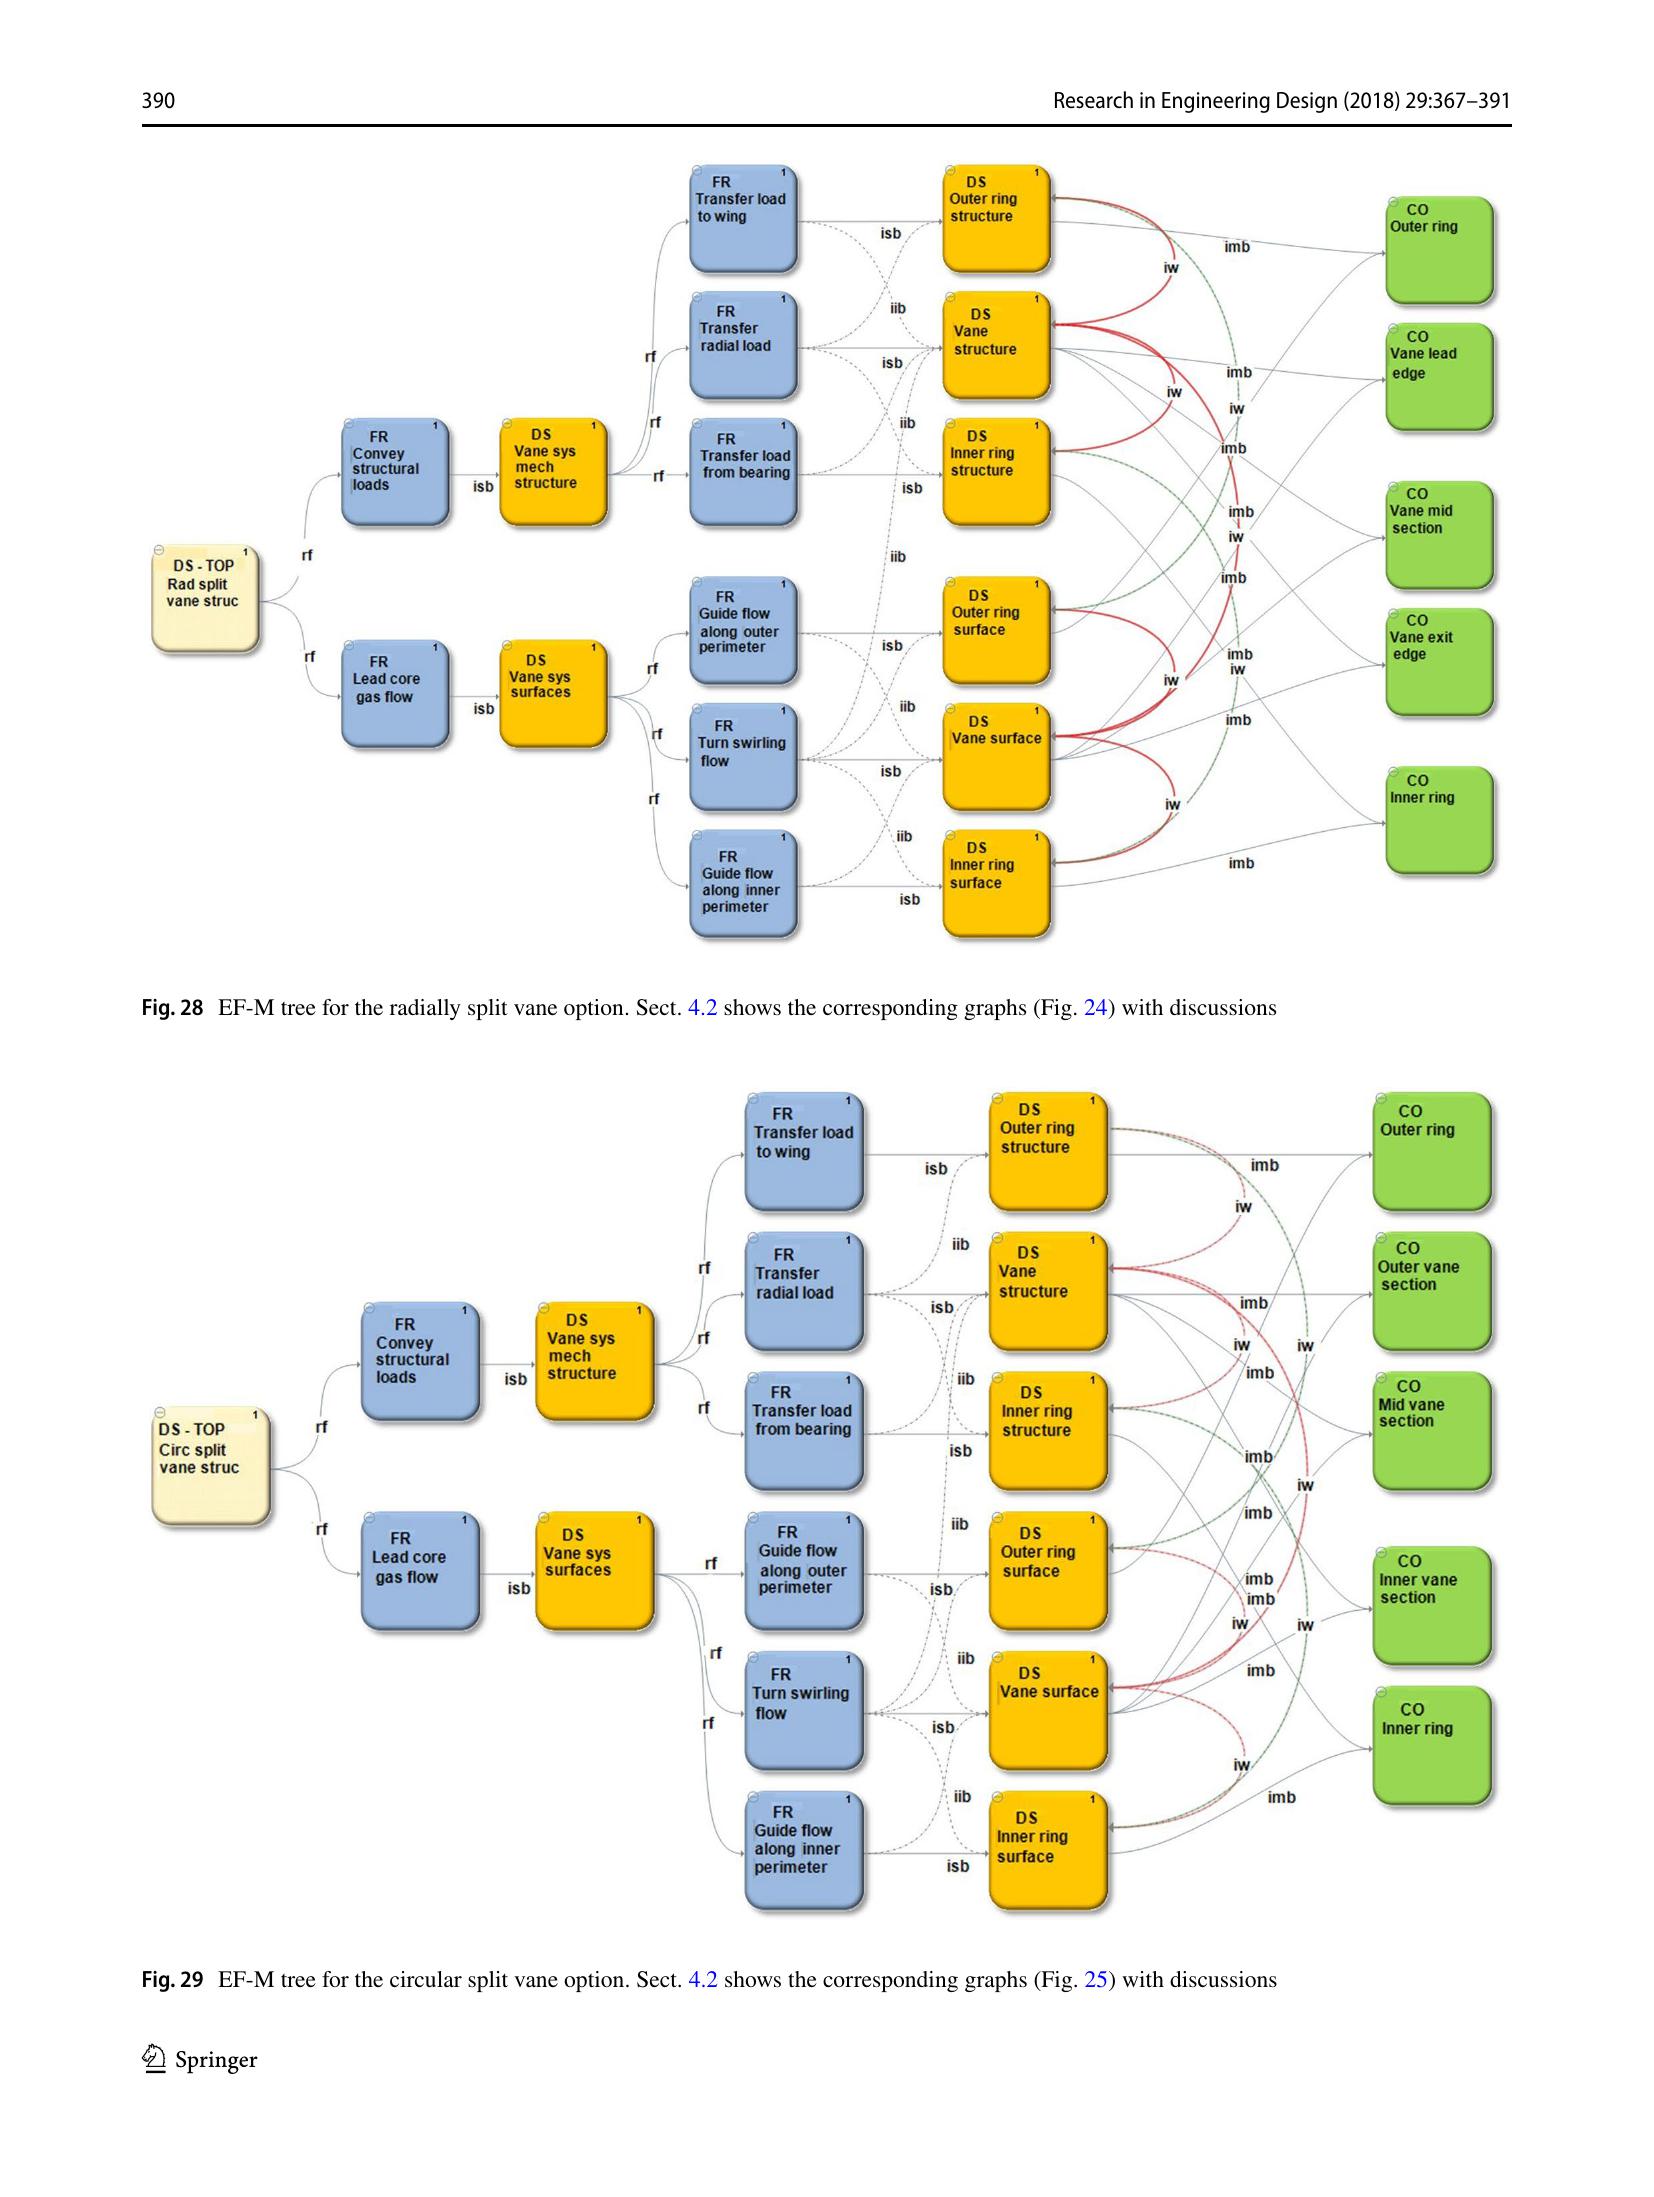 390
Research in Engineering Design (2018) 29:367–391
DS - TOP
Rad split
vane struc
1
rf
rf
FR
Convey
structural
loads
1
isb
FR
Lead core
gas flow
1
isb
DS
Vane sys
mech
structure
1
DS
Vane sys
surfaces
1
rf
rf
rf
rf
rf
rf
FR
Transfer load
to wing
1
FR
Transfer
radial load
1
FR
Transfer load
from bearing
1
FR
Guide flow
along outer
perimeter
1
FR
Turn swirling
flow
1
FR
Guide flow
along inner
perimeter
1
isb
iib
isb
iib
isb
iib
isb
iib
isb
iib
isb
DS
Outer ring
structure
1
DS
Vane
structure
1
DS
Inner ring
structure
1
DS
Outer ring
surface
1
DS
Vane surface
1
DS
Inner ring
surface
1
imb
iw
imb
iw
iw
imb
imb
iw
imb
imb
iw
iw
imb
iw
imb
CO
Outer ring
CO
Vane lead
edge
CO
Vane mid
section
CO
Vane exit
edge
CO
Inner ring
Fig. 28 EF-M tree for the radially split vane option. Sect. 4.2 shows the corresponding graphs (Fig. 24) with discussions
DS - TOP
Circ split
vane struc
1
rf
rf
FR
Convey
structural
loads
1
isb
FR
Lead core
gas flow
1
isb
DS
Vane sys
mech
structure
1
DS
Vane sys
surfaces
1
rf
rf
rf
rf
rf
rf
FR
Transfer load
to wing
1
FR
Transfer
radial load
1
FR
Transfer load
from bearing
1
FR
Guide flow
along outer
perimeter
1
FR
Turn swirling
flow
1
FR
Guide flow
along inner
perimeter
1
isb
iib
isb
iib
isb
iib
isb
iib
isb
iib
isb
DS
Outer ring
structure
1
DS
Vane
structure
1
DS
Inner ring
structure
1
DS
Outer ring
surface
1
DS
Vane surface
1
DS
Inner ring
surface
1
imb
iw
imb
iw
iw
imb
imb
iw
imb
imb
imb
iw
iw
imb
iw
imb
CO
Outer ring
CO
Outer vane
section
CO
Mid vane
section
CO
Inner vane
section
CO
Inner ring
Fig. 29 EF-M tree for the circular split vane option. Sect. 4.2 shows the corresponding graphs (Fig. 25) with discussions
Springer